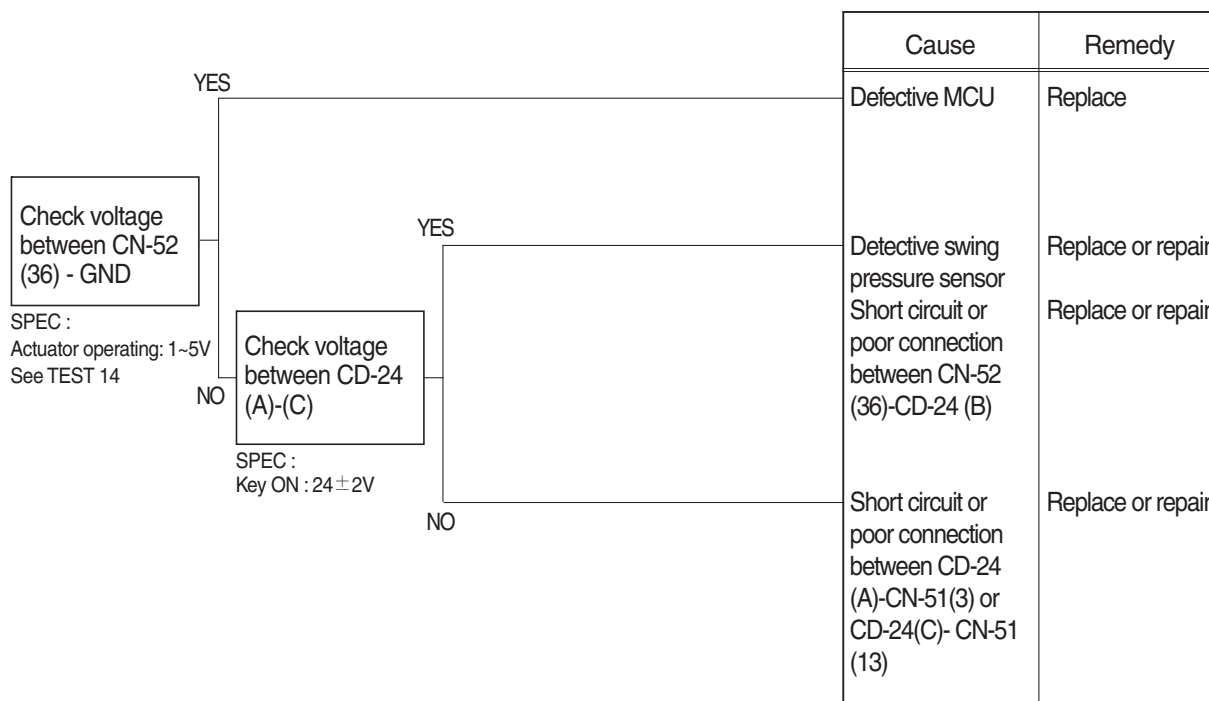 Cause
Remedy
YES
Defective MCU
Replace
Check voltage
between CN-52
(36) - GND
SPEC :
Actuator operating: 1~5V
See TEST 14
YES
Detective swing
pressure sensor
Replace or repair
Short circuit or
poor connection
between CN-52
(36)-CD-24 (B)
Replace or repair
NO
Check voltage
between CD-24
(A)-(C)
SPEC :
Key ON : 24±2V
NO
Short circuit or
poor connection
between CD-24
(A)-CN-51(3) or
CD-24(C)- CN-51
(13)
Replace or repair